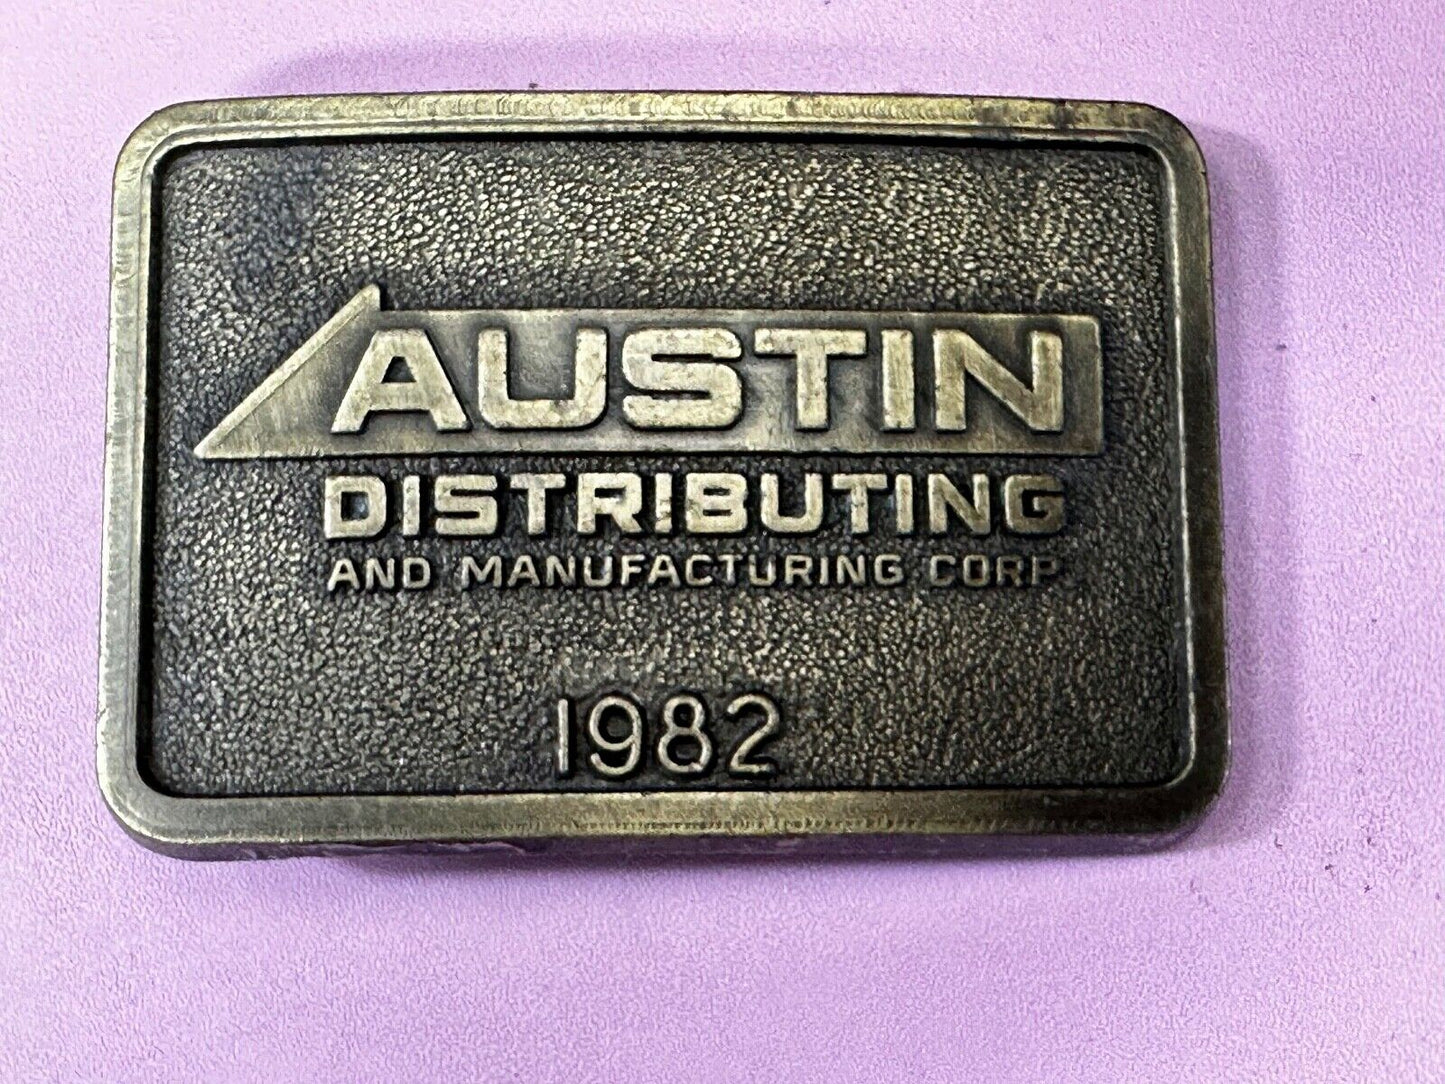 AUSTIN
DISTRIBUTING
AND MANUFACTURING CORP
1982